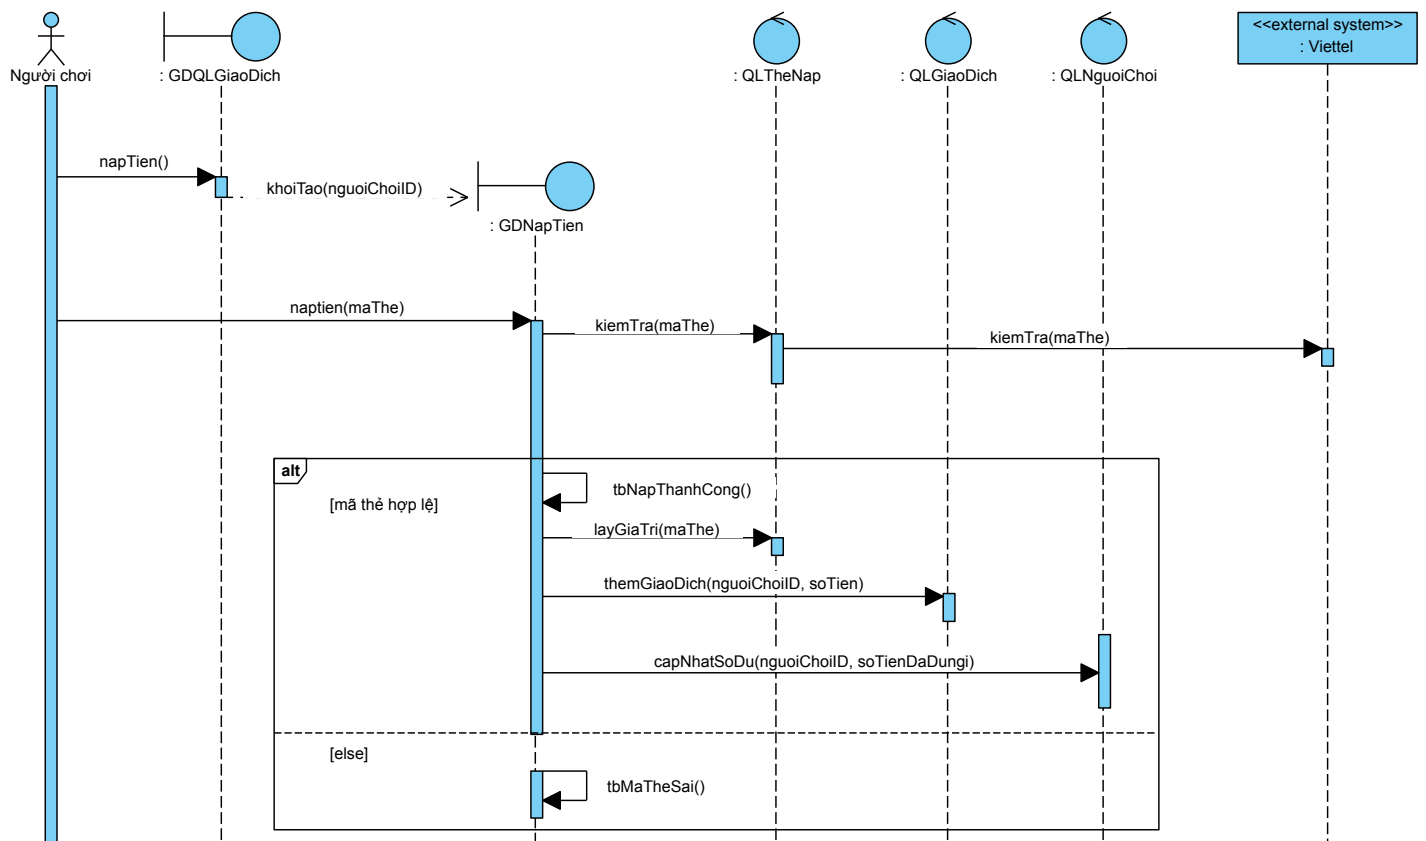 Người chơi
: GDQLGiaoDich
: QLTheNap
: QLGiaoDich
: QLNguoiChoi
<<external system>>
: Viettel
napTien()
khoiTao(nguoiChoiID)
: GDNapTien
naptien(maThe)
kiemTra(maThe)
kiemTra(maThe)
alt
[mã thẻ hợp lệ]
tbNapThanhCong()
layGiaTri(maThe)
themGiaoDich(nguoiChoiID, soTien)
capNhatSoDu(nguoiChoiID, soTienDaDungi)
[else]
tbMaTheSai()